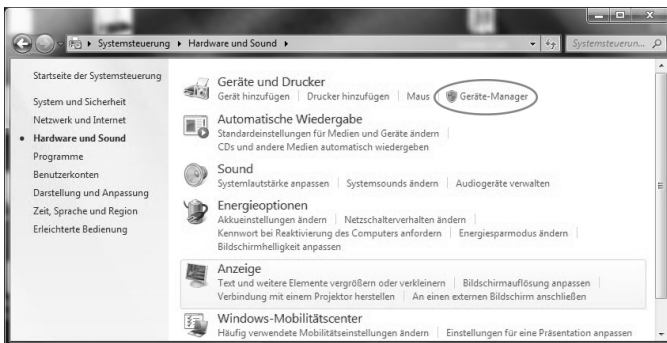 Systemsteuerung ▸ Hardware und Sound ▸
Systemsteuerun...
Startseite der Systemsteuerung
System und Sicherheit
Netzwerk und Internet
Hardware und Sound
Programme
Benutzerkonten
Darstellung und Anpassung
Zeit, Sprache und Region
Erleichterte Bedienung
Geräte und Drucker
Gerät hinzufügen | Drucker hinzufügen | Maus | Geräte-Manager
Automatische Wiedergabe
Standardeinstellungen für Medien und Geräte ändern |
CDs und andere Medien automatisch wiedergeben
Sound
Systemlautstärke anpassen | Systemsounds ändern | Audiogeräte verwalten
Energieoptionen
Akkueinstellungen ändern | Netzschalterverhalten ändern |
Kennwort bei Reaktivierung des Computers anfordern | Energiesparmodus ändern |
Bildschirmhelligkeit anpassen
Anzeige
Text und weitere Elemente vergrößern oder verkleinern | Bildschirmauflösung anpassen |
Verbindung mit einem Projektor herstellen | An einen externen Bildschirm anschließen
Windows-Mobilitätscenter
Häufig verwendete Mobilitätseinstellungen ändern | Einstellungen für eine Präsentation anpassen